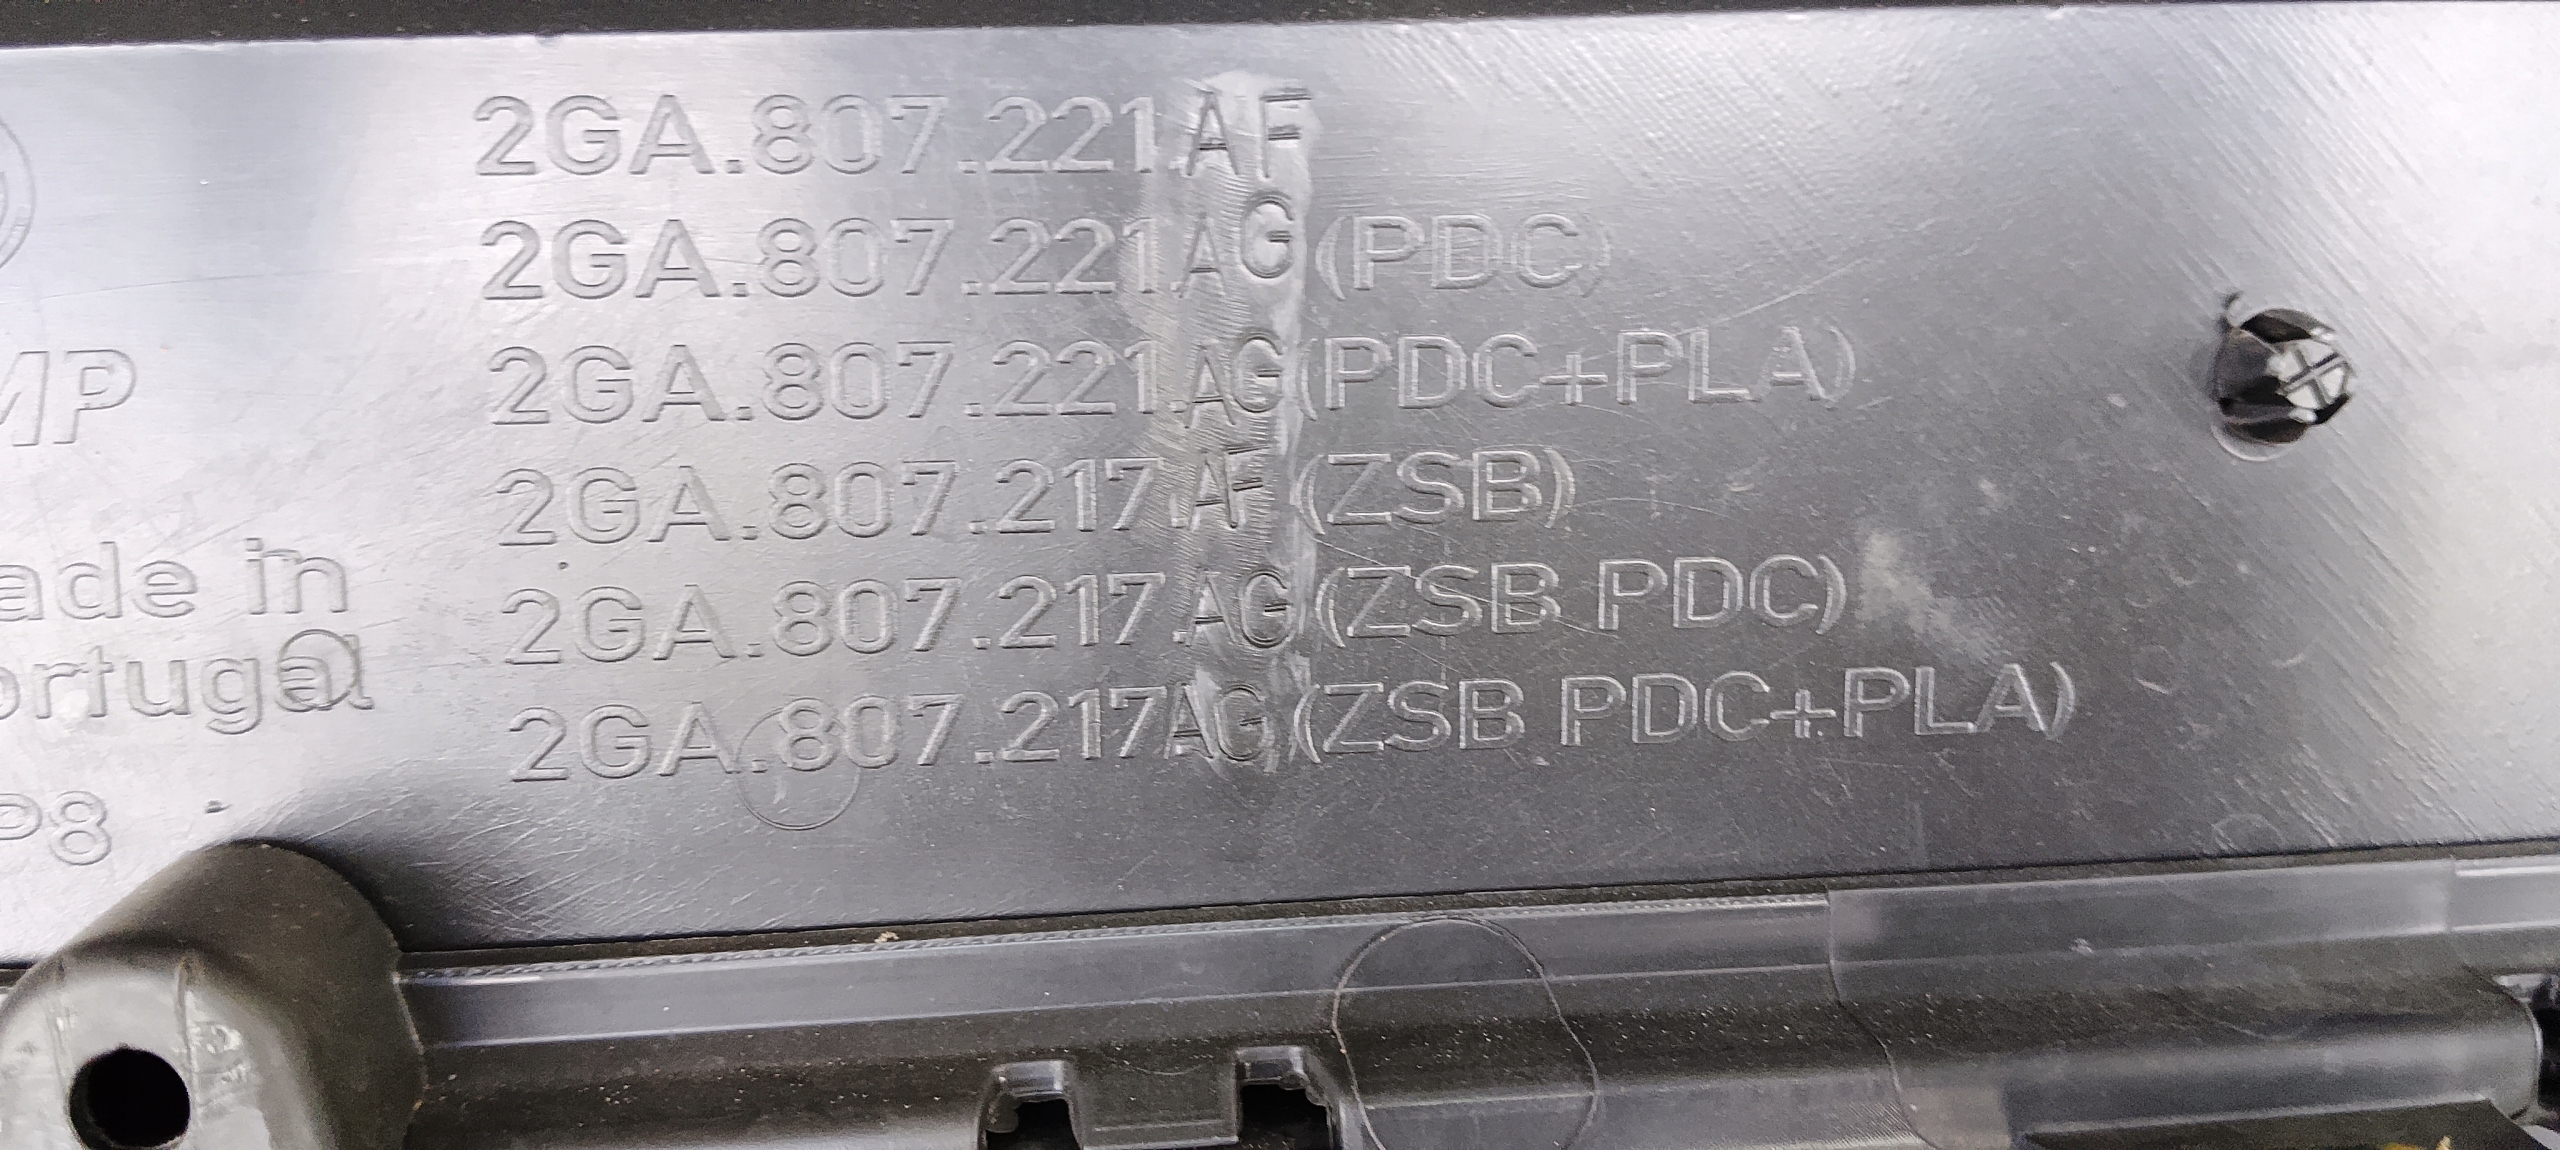 2GA.807.221.AF
2GA.807.221.AG (PDC)
2GA.807.221.AG (PDC+PLA)
2GA.807.217.AF (ZSB)
2GA.807.217.AG (ZSB PDC)
2GA.807.217AG (ZSB PDC+PLA)
MP
ade in
ortugal
P8